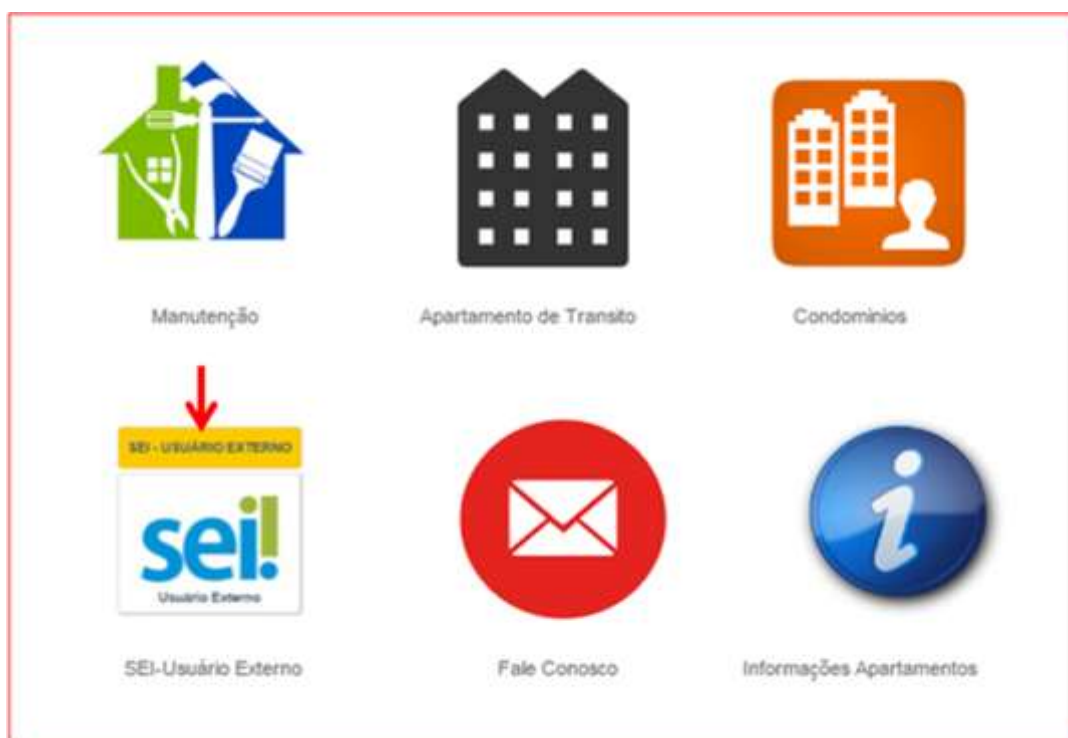 Manutenção
Apartamento de Transito
Condominios
SEI - USUÁRIO EXTERNO
sei!
Usuário Externo
SEI-Usuário Externo
Fale Conosco
Informações Apartamentos